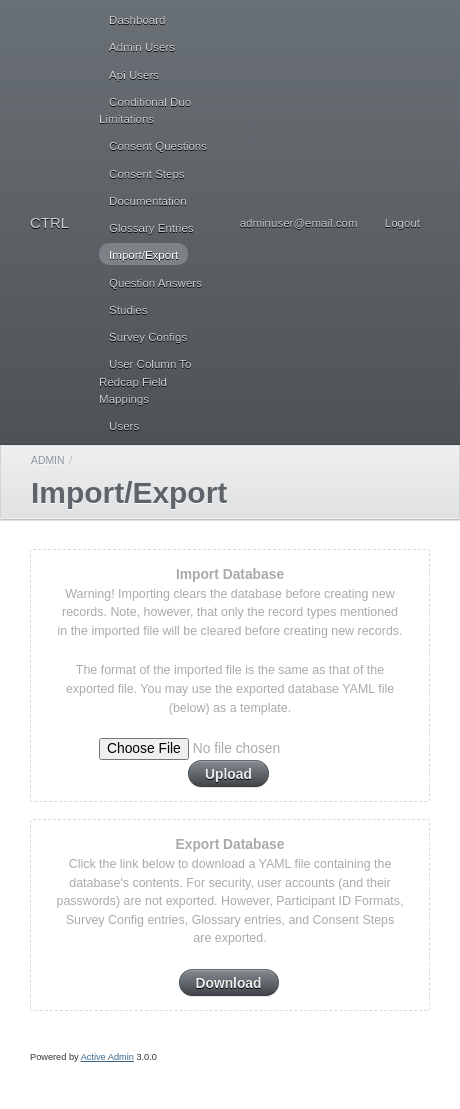 Dashboard
Admin Users
Api Users
Conditional Duo
Limitations
Consent Questions
Consent Steps
Documentation
Glossary Entries
Import/Export
Question Answers
Studies
Survey Configs
User Column To
Redcap Field
Mappings
Users
CTRL
adminuser@email.com Logout
ADMIN /
Import/Export
Import Database
Warning! Importing clears the database before creating new
records. Note, however, that only the record types mentioned
in the imported file will be cleared before creating new records.
The format of the imported file is the same as that of the
exported file. You may use the exported database YAML file
(below) as a template.
Choose File No file chosen
Upload
Export Database
Click the link below to download a YAML file containing the
database's contents. For security, user accounts (and their
passwords) are not exported. However, Participant ID Formats,
Survey Config entries, Glossary entries, and Consent Steps
are exported.
Download
Powered by Active Admin 3.0.0